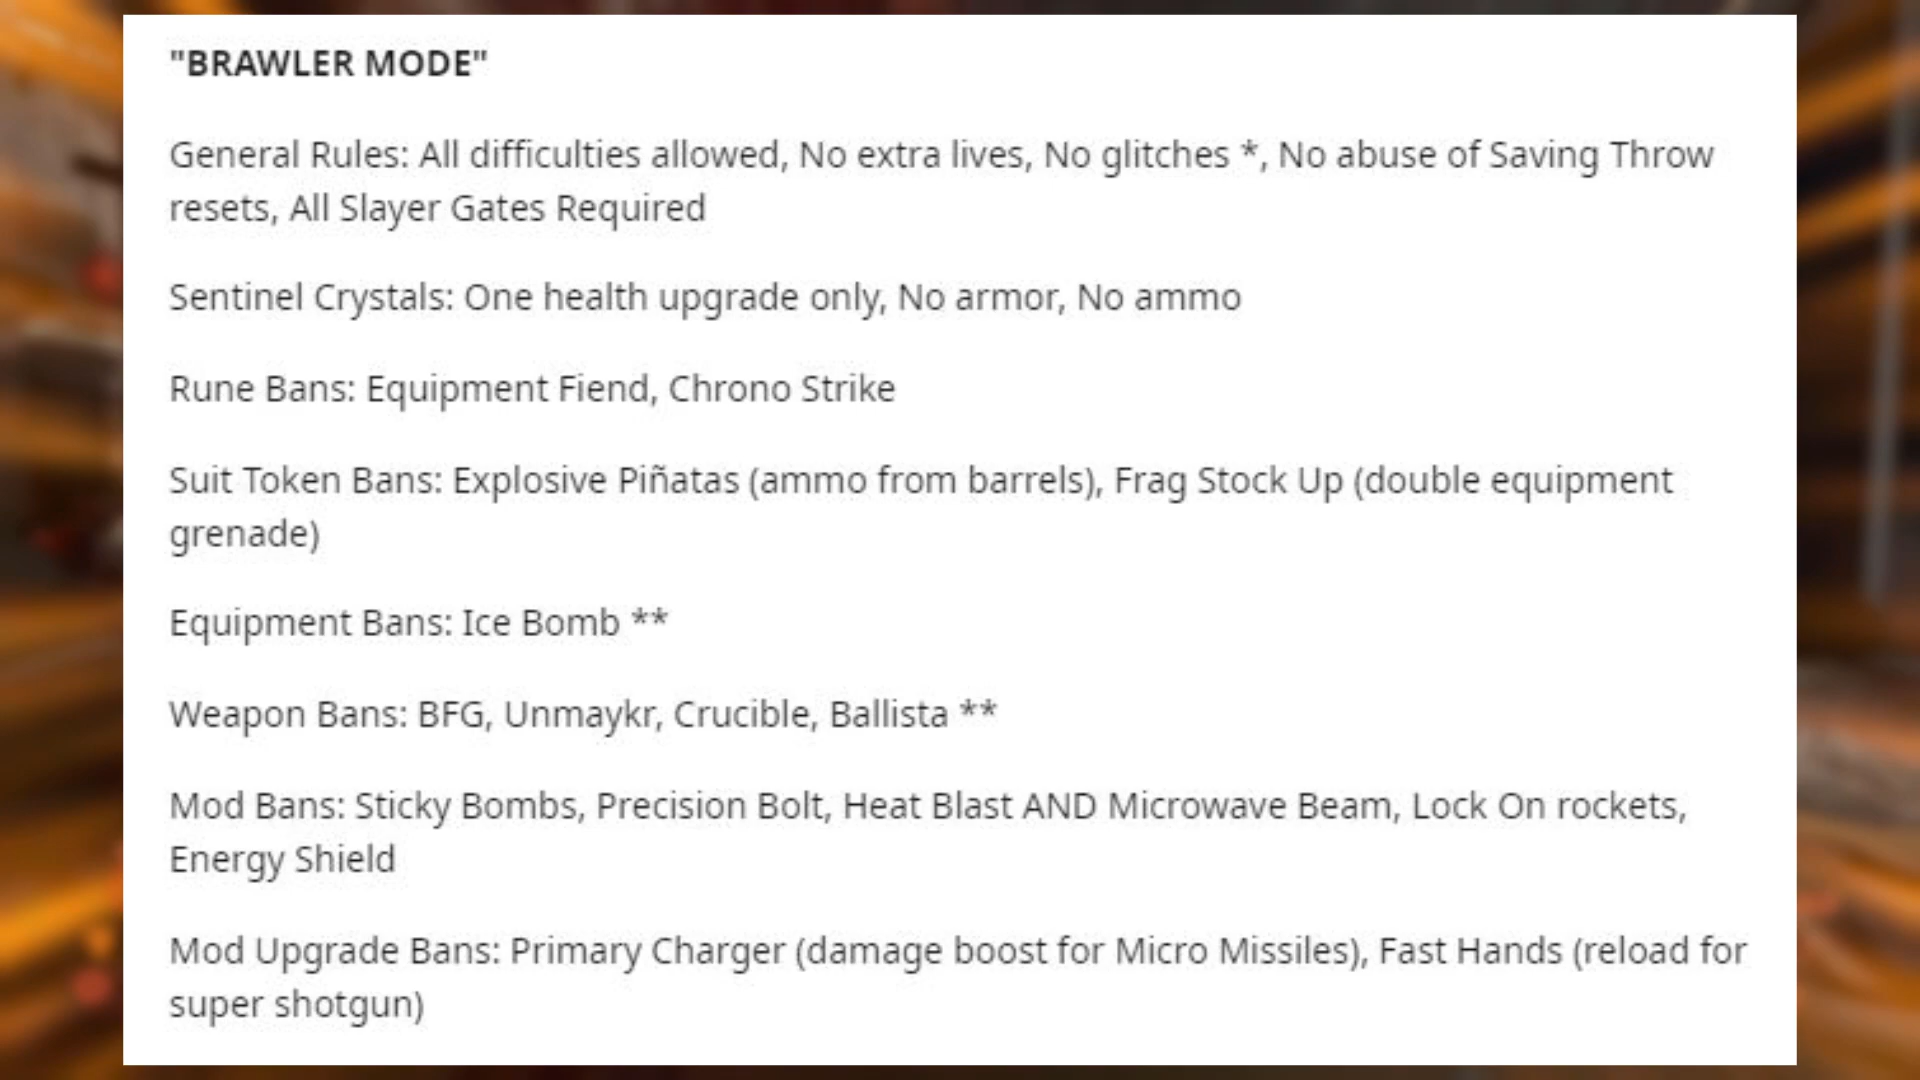 "BRAWLER MODE"
General Rules: All difficulties allowed, No extra lives, No glitches *, No abuse of Saving Throw
resets, All Slayer Gates Required
Sentinel Crystals: One health upgrade only, No armor, No ammo
Rune Bans: Equipment Fiend, Chrono Strike
Suit Token Bans: Explosive Piñatas (ammo from barrels), Frag Stock Up (double equipment
grenade)
Equipment Bans: Ice Bomb **
Weapon Bans: BFG, Unmaykr, Crucible, Ballista **
Mod Bans: Sticky Bombs, Precision Bolt, Heat Blast AND Microwave Beam, Lock On rockets,
Energy Shield
Mod Upgrade Bans: Primary Charger (damage boost for Micro Missiles), Fast Hands (reload for
super shotgun)